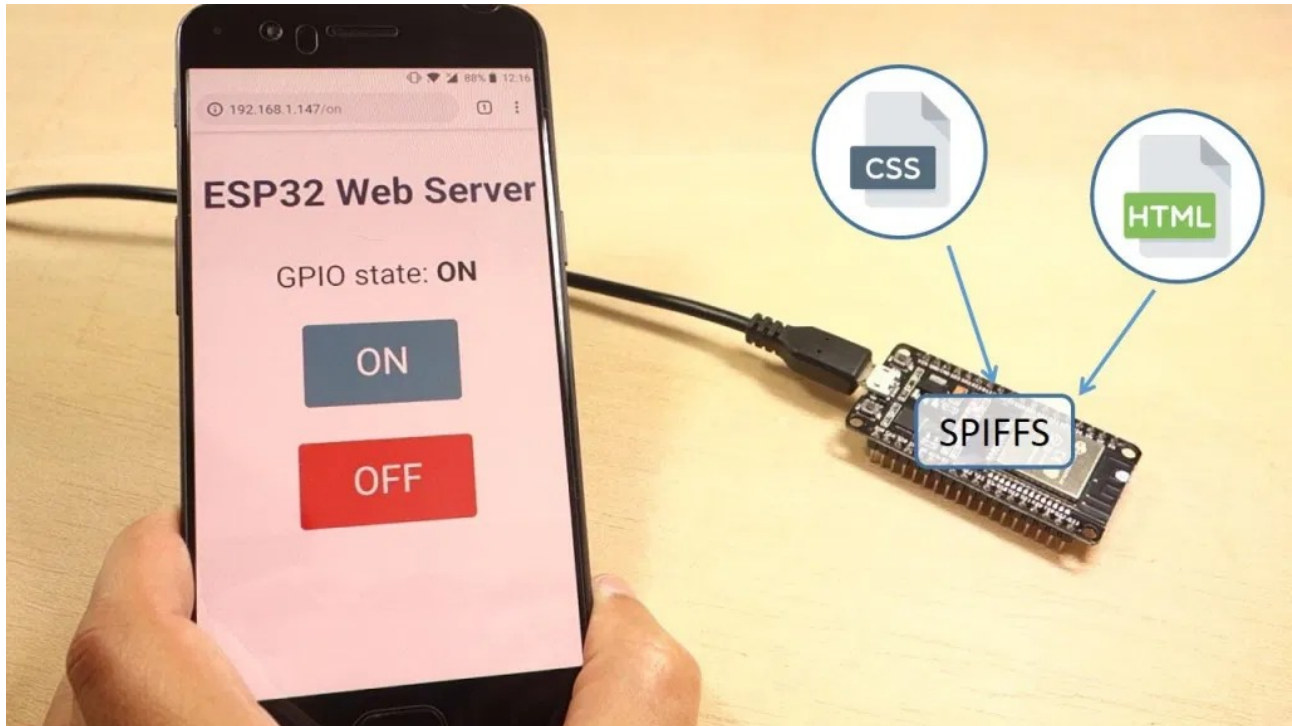 88% 12:16
192.168.1.147/on
1
ESP32 Web Server
GPIO state: ON
ON
OFF
CSS
HTML
SPIFFS